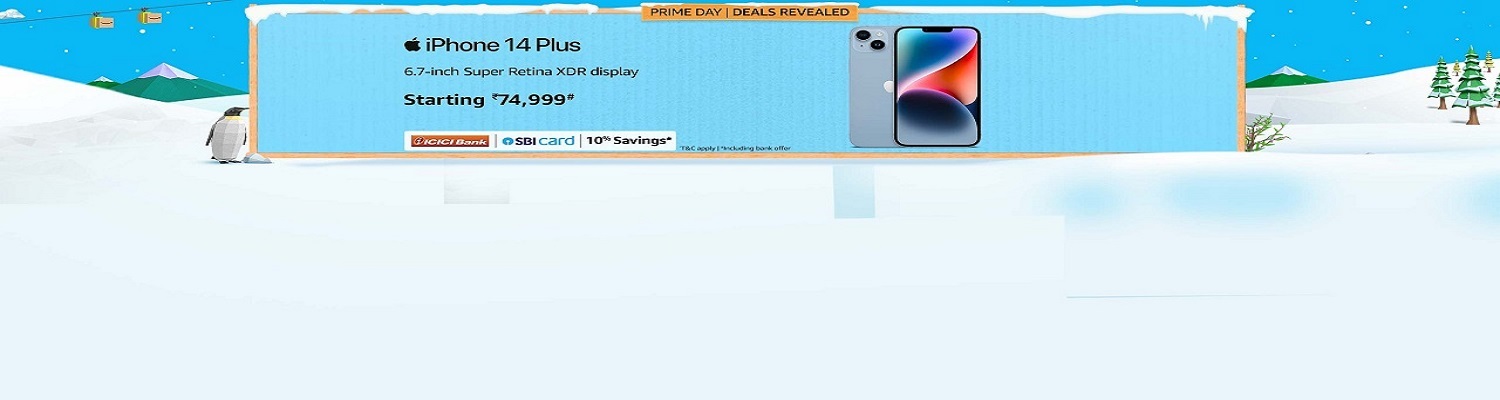 PRIME DAY | DEALS REVEALED
iPhone 14 Plus
6.7-inch Super Retina XDR display
Starting ₹74,999#
ICICI Bank | SBI card | 10% Savings*
*T&C apply | #Including bank offer